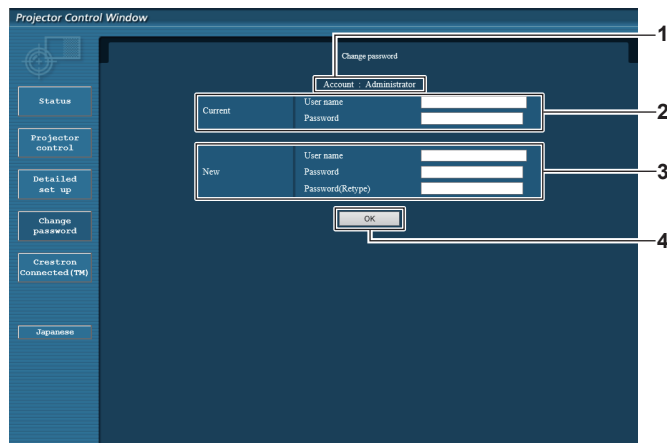 Projector Control Window
Change password
Account : Administrator
1
Current
User name
Password
2
New
User name
Password
Password(Retype)
3
OK
4
Status
Projector
control
Detailed
set up
Change
password
Crestron
Connected(TM)
Japanese